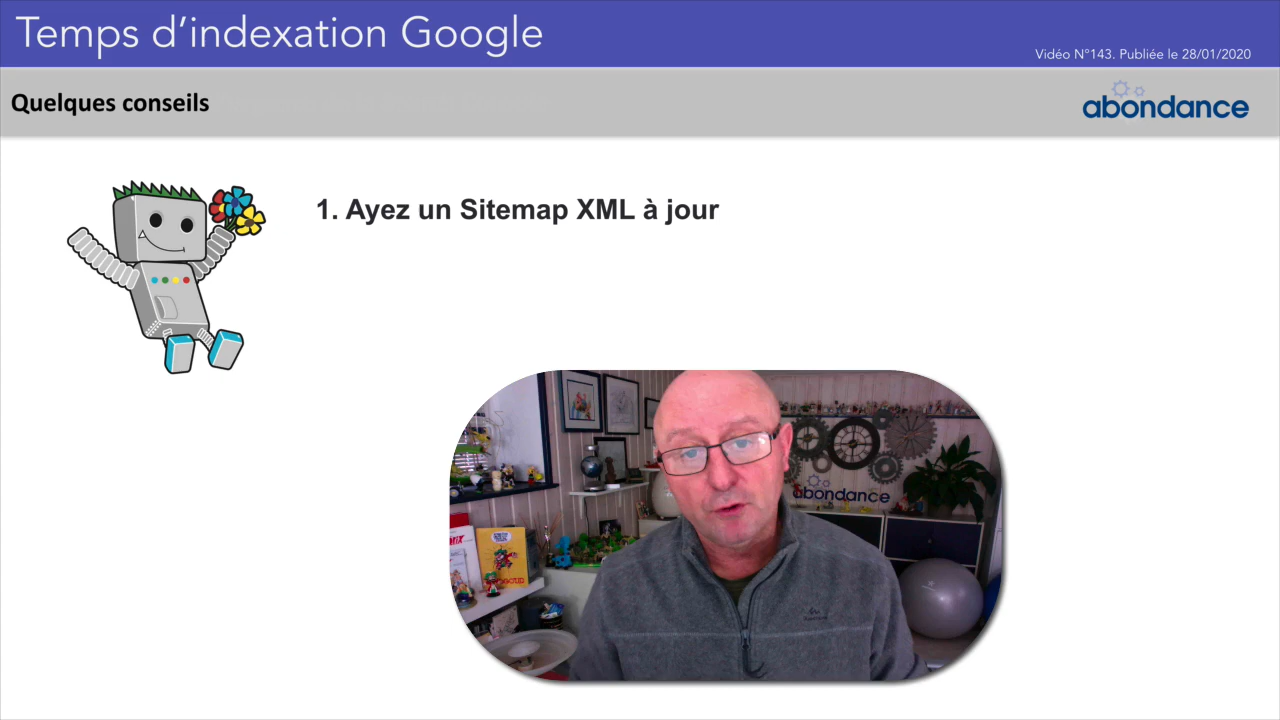 Temps d'indexation Google
Vidéo N°143. Publiée le 28/01/2020
Quelques conseils
abondance
1. Ayez un Sitemap XML à jour
abondance